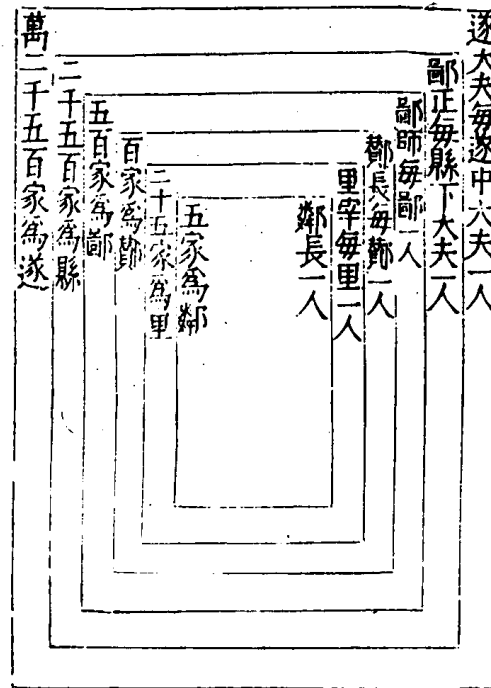 遂大夫每遂中大夫一人
鄙正每縣下大夫一人
鄙師每鄙一人
酇長每酇一人
里宰每里一人
鄰長一人
五家為鄰
二十五家為里
百家為酇
五百家為鄙
二千五百家為縣
萬二千五百家為遂